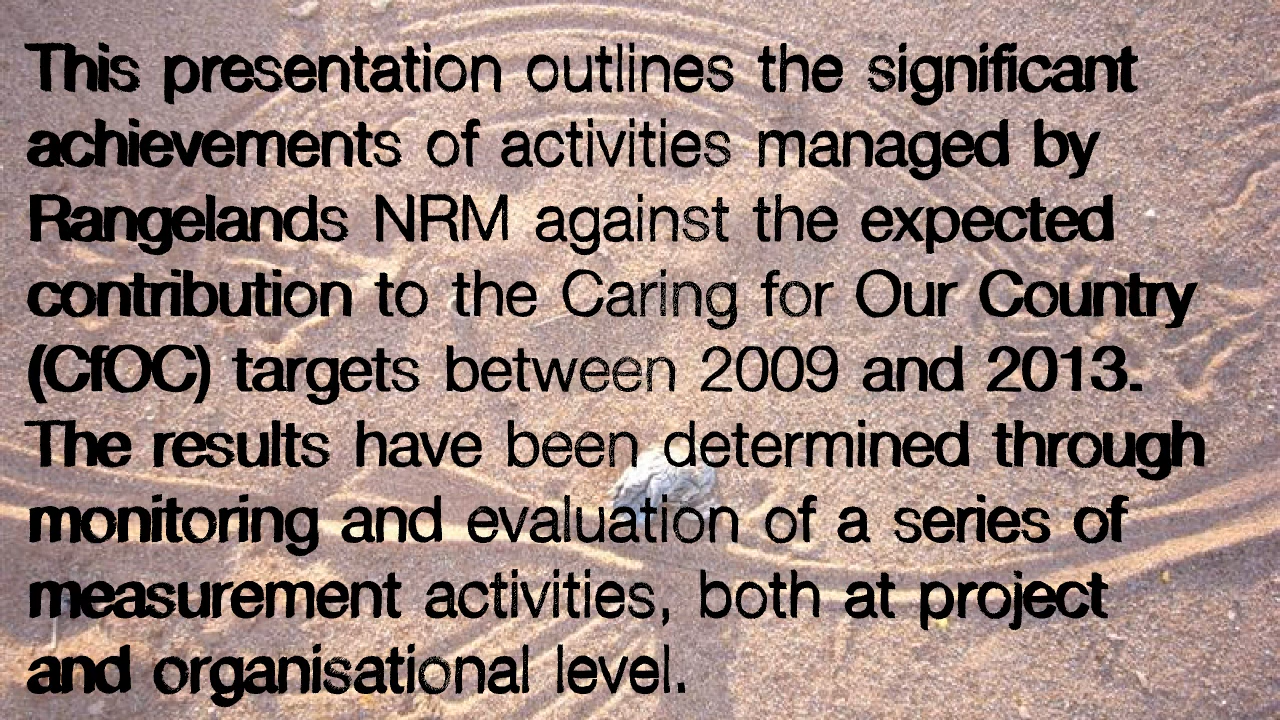 This presentation outlines the significant
achievements of activities managed by
Rangelands NRM against the expected
contribution to the Caring for Our Country
(CfOC) targets between 2009 and 2013.
The results have been determined through
monitoring and evaluation of a series of
measurement activities, both at project
and organisational level.